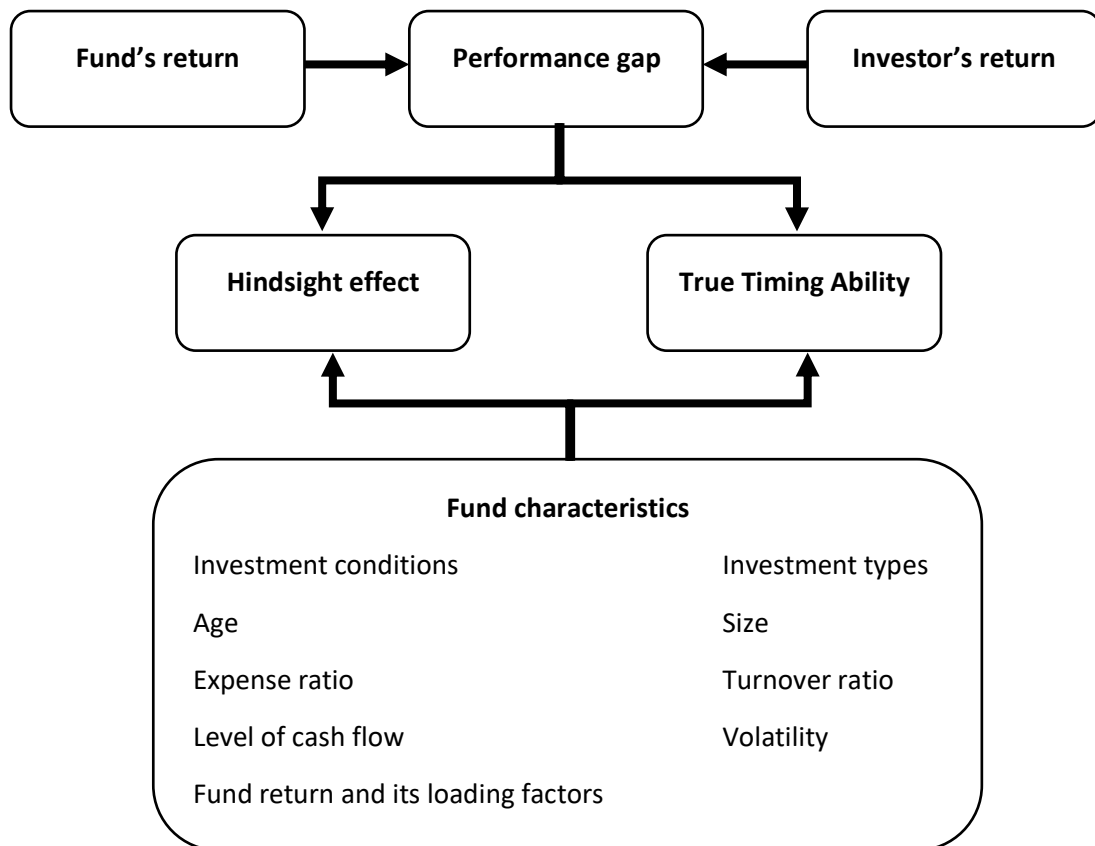 Fund's return
Performance gap
Investor's return
Hindsight effect
True Timing Ability
Fund characteristics
Investment conditions
Investment types
Age
Size
Expense ratio
Turnover ratio
Level of cash flow
Volatility
Fund return and its loading factors